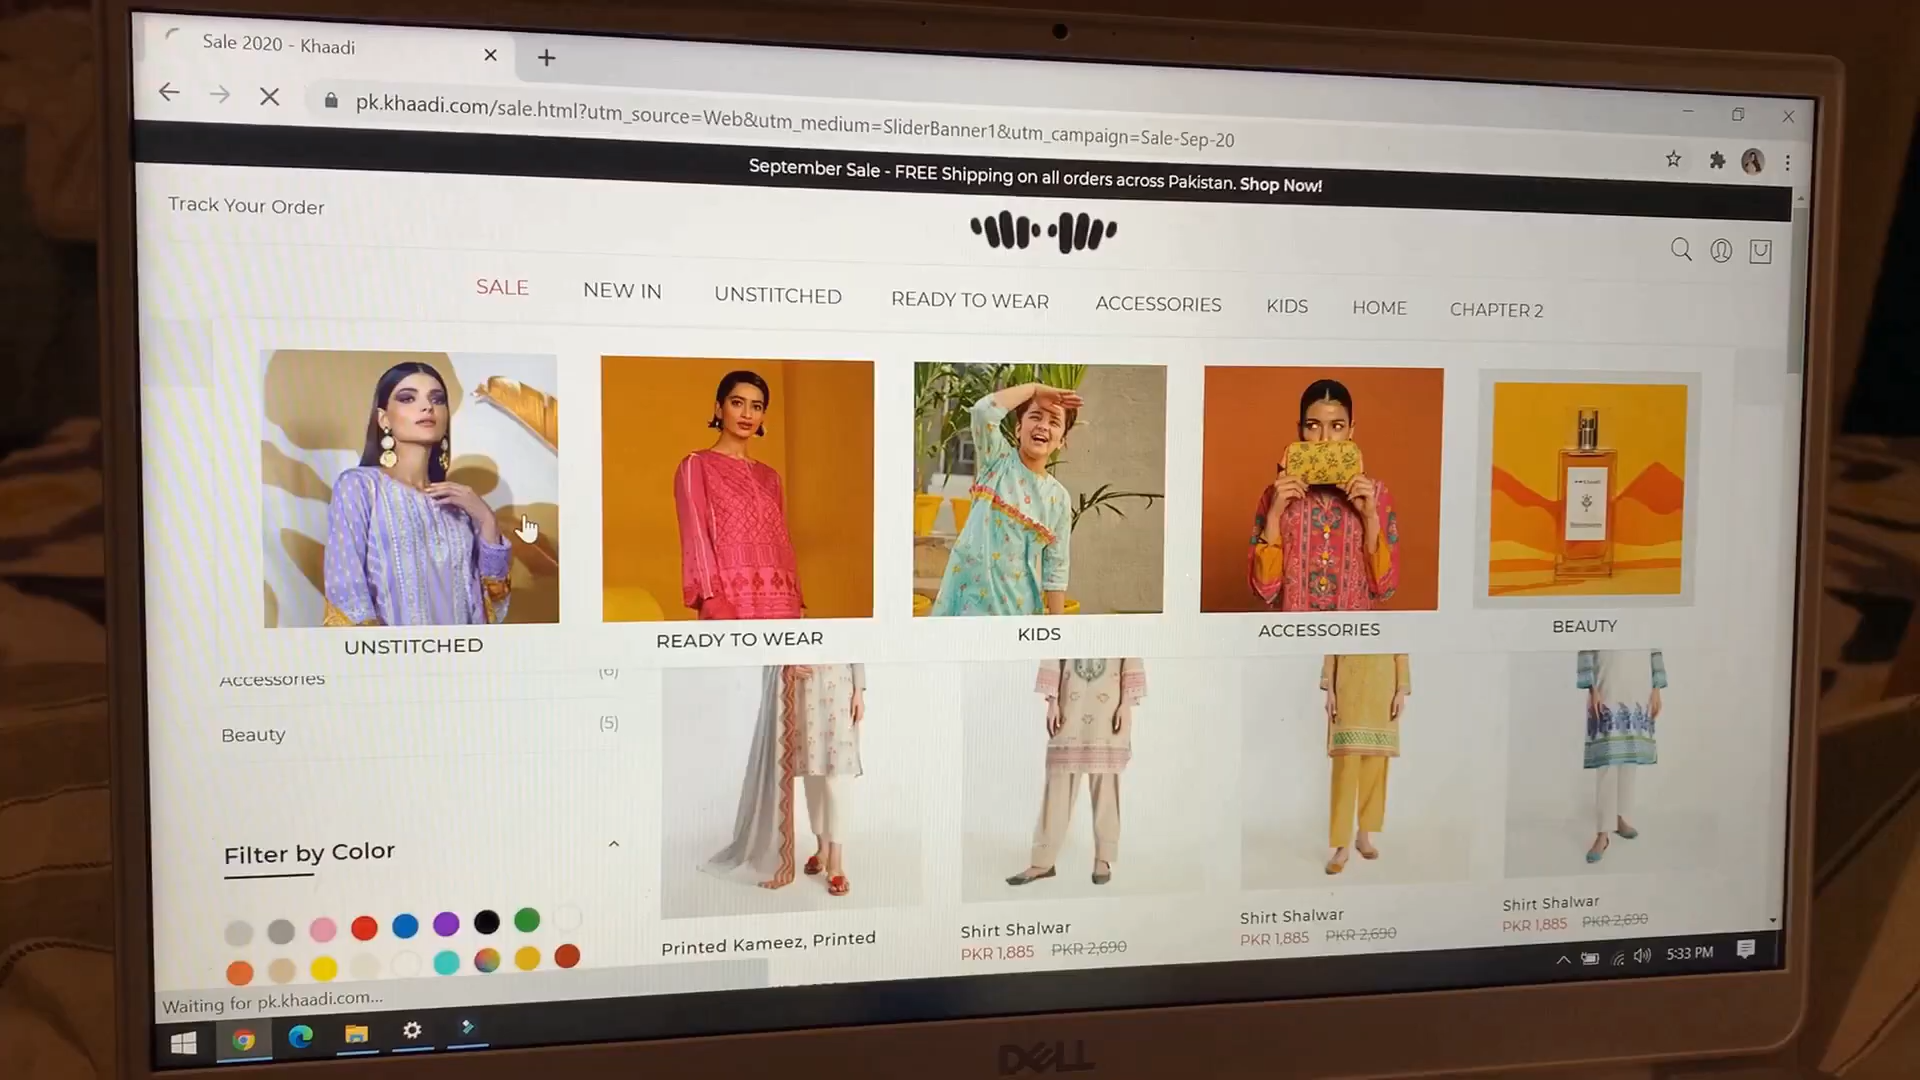 Sale 2020 - Khaadi
pk.khaadi.com/sale.html?utm_source=Web&utm_medium=SliderBanner1&utm_campaign=Sale-Sep-20
September Sale - FREE Shipping on all orders across Pakistan. Shop Now!
Track Your Order
SALE NEW IN UNSTITCHED READY TO WEAR ACCESSORIES KIDS HOME CHAPTER 2
UNSTITCHED READY TO WEAR KIDS ACCESSORIES BEAUTY
Accessories (6)
Beauty (5)
Filter by Color
Printed Kameez, Printed
Shirt Shalwar
PKR 1,885 PKR 2,690
Shirt Shalwar
PKR 1,885 PKR 2,690
Shirt Shalwar
PKR 1,885 PKR 2,690
Waiting for pk.khaadi.com...
5:33 PM
DELL